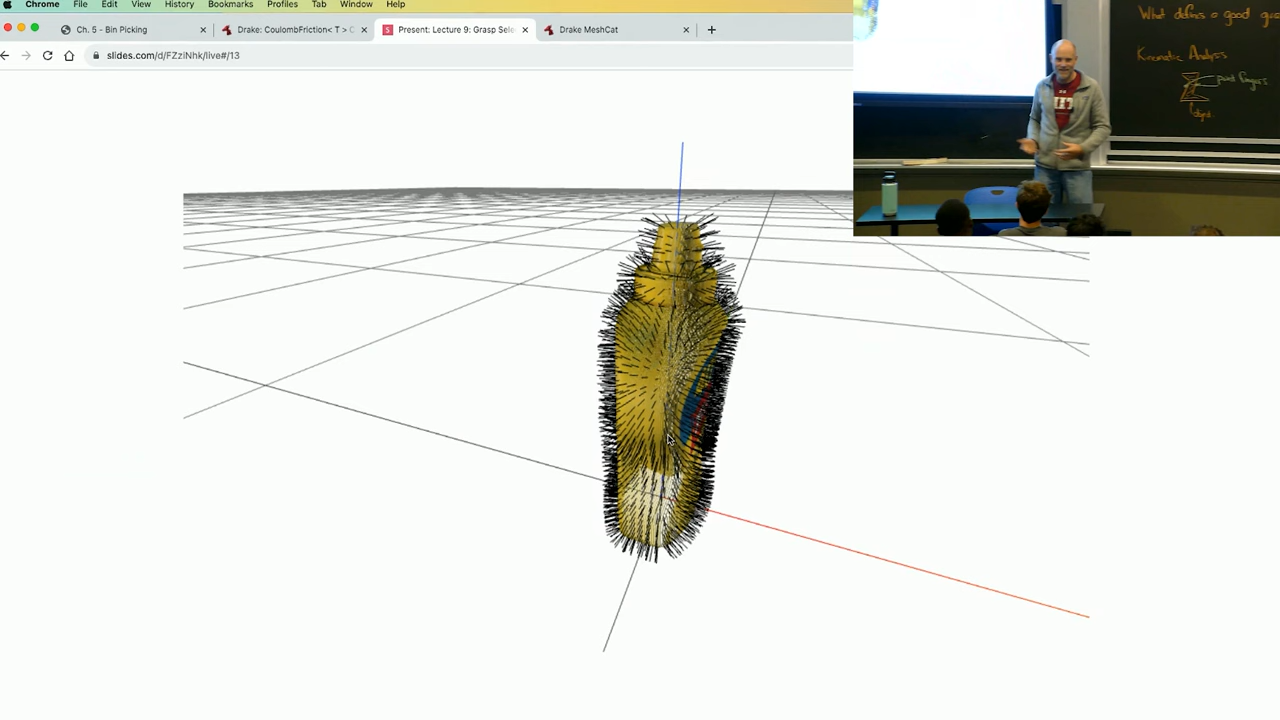 Chrome File Edit View History Bookmarks Profiles Tab Window Help
Ch. 5 - Bin Picking
Drake: CoulombFriction< T > C
Present: Lecture 9: Grasp Sele
Drake MeshCat
slides.com/d/FZziNhk/live#/13
What defines a good
Kinematic Analysis
point fingers